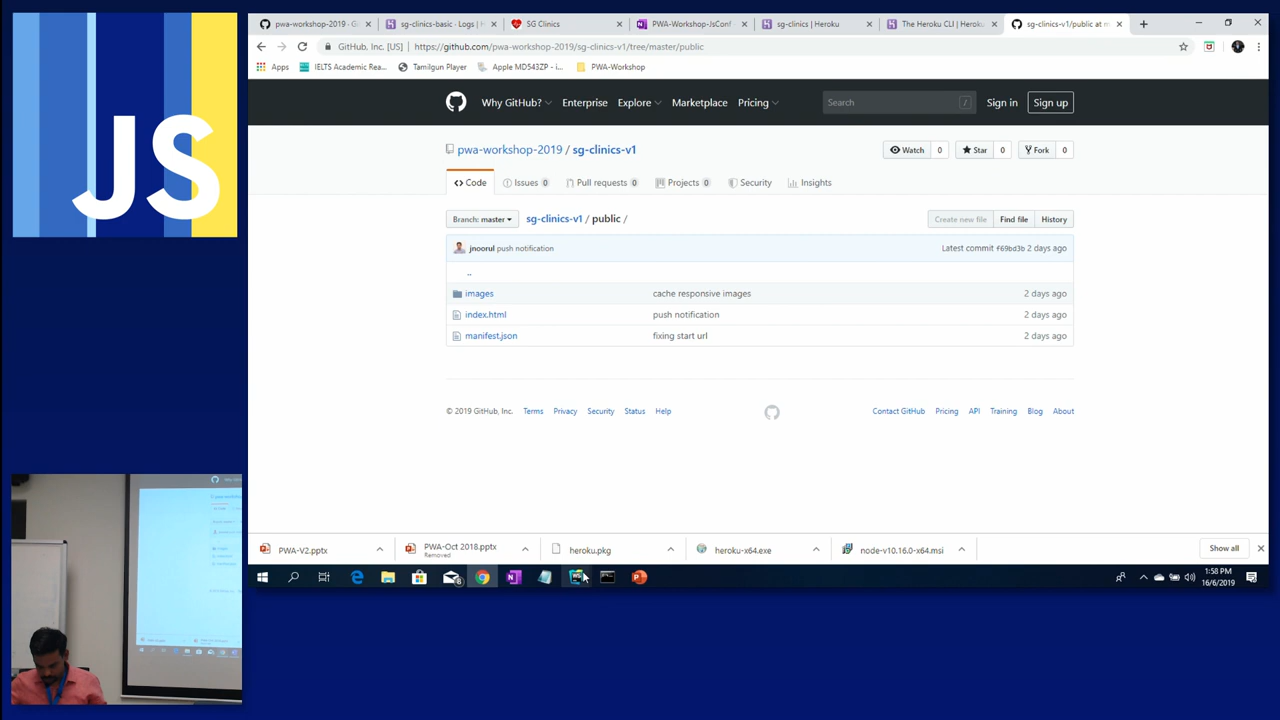 JS
pwa-workshop-2019 - G
sg-clinics-basic - Logs | H
SG Clinics
PWA-Workshop-JsConf
sg-clinics | Heroku
The Heroku CLI | Heroku
sg-clinics-v1/public at m
GitHub, Inc. [US] | https://github.com/pwa-workshop-2019/sg-clinics-v1/tree/master/public
Apps
IELTS Academic Rea...
Tamilgun Player
Apple MD543ZP - i...
PWA-Workshop
Why GitHub? Enterprise Explore Marketplace Pricing
Search /
Sign in Sign up
pwa-workshop-2019 / sg-clinics-v1
Watch 0 Star 0 Fork 0
Code Issues 0 Pull requests 0 Projects 0 Security Insights
Branch: master sg-clinics-v1 / public /
Create new file Find file History
jnoorul push notification Latest commit f69bd3b 2 days ago
..
images cache responsive images 2 days ago
index.html push notification 2 days ago
manifest.json fixing start url 2 days ago
© 2019 GitHub, Inc. Terms Privacy Security Status Help Contact GitHub Pricing API Training Blog About
PWA-V2.pptx
PWA-Oct 2018.pptx
Removed
heroku.pkg
heroku-x64.exe
node-v10.16.0-x64.msi
Show all
1:58 PM
16/6/2019